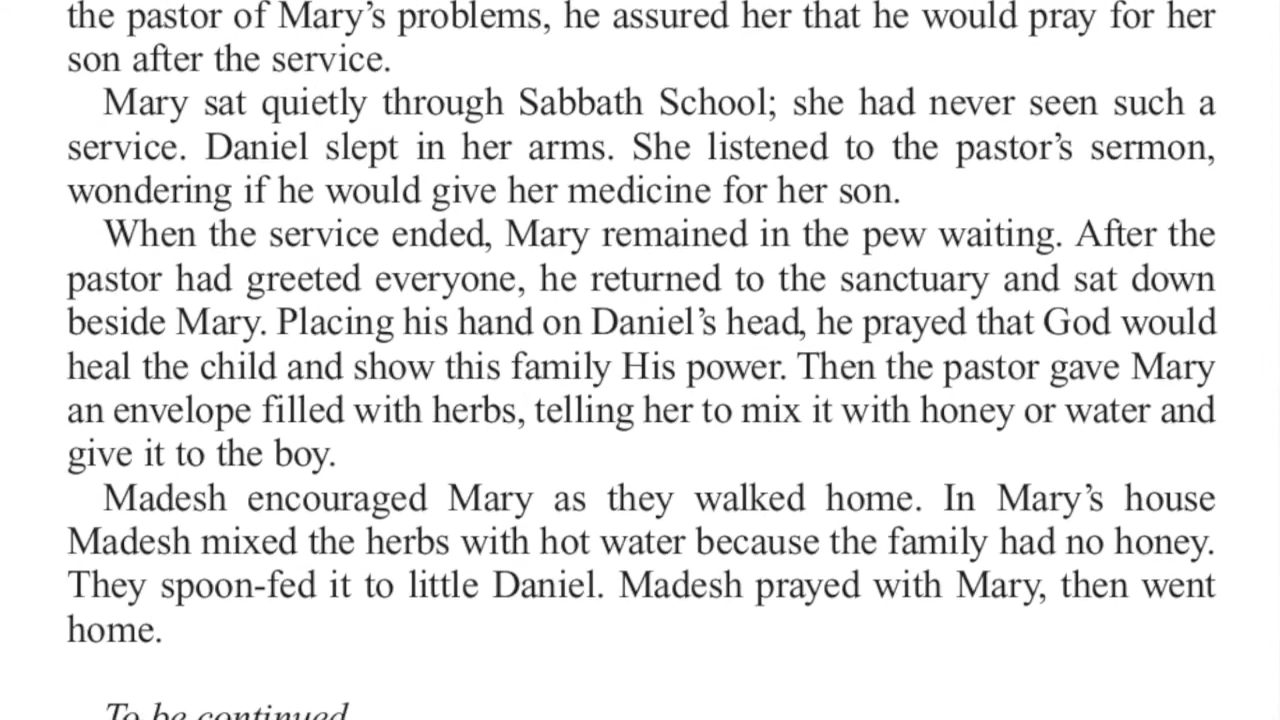 the pastor of Mary’s problems, he assured her that he would pray for her
son after the service.
Mary sat quietly through Sabbath School; she had never seen such a
service. Daniel slept in her arms. She listened to the pastor’s sermon,
wondering if he would give her medicine for her son.
When the service ended, Mary remained in the pew waiting. After the
pastor had greeted everyone, he returned to the sanctuary and sat down
beside Mary. Placing his hand on Daniel’s head, he prayed that God would
heal the child and show this family His power. Then the pastor gave Mary
an envelope filled with herbs, telling her to mix it with honey or water and
give it to the boy.
Madesh encouraged Mary as they walked home. In Mary’s house
Madesh mixed the herbs with hot water because the family had no honey.
They spoon-fed it to little Daniel. Madesh prayed with Mary, then went
home.
To be continued